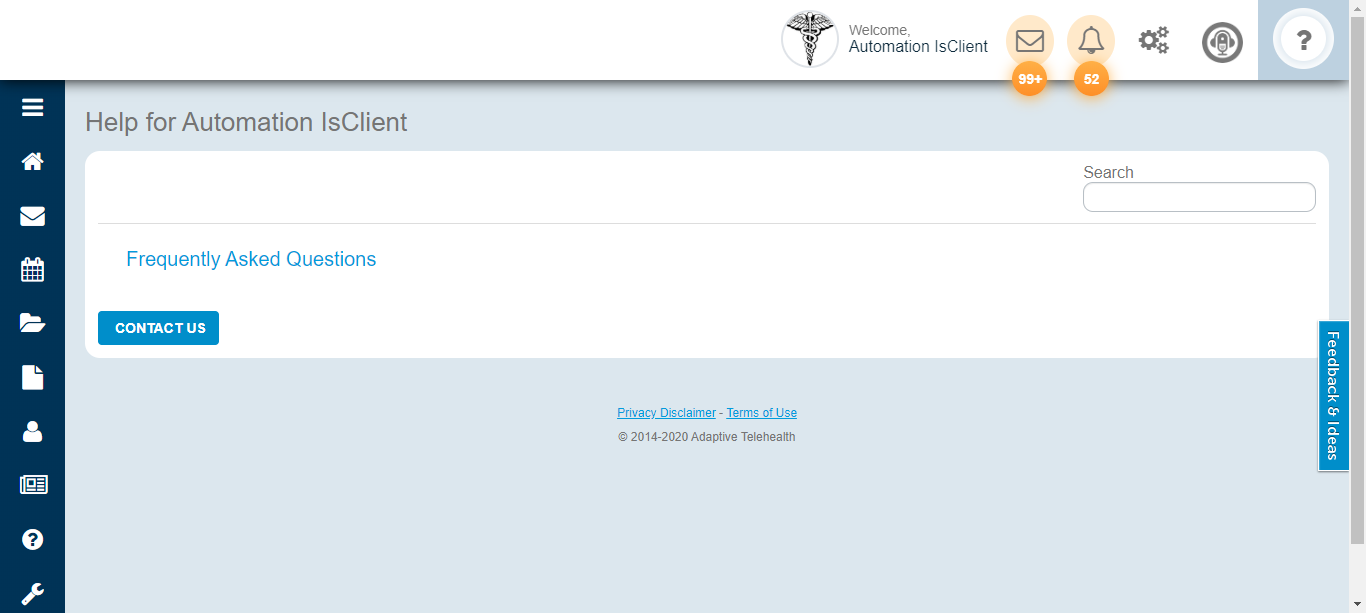 Welcome,
Automation IsClient
99+
52
?
Help for Automation IsClient
Search
Frequently Asked Questions
CONTACT US
Feedback & Ideas
Privacy Disclaimer - Terms of Use
© 2014-2020 Adaptive Telehealth